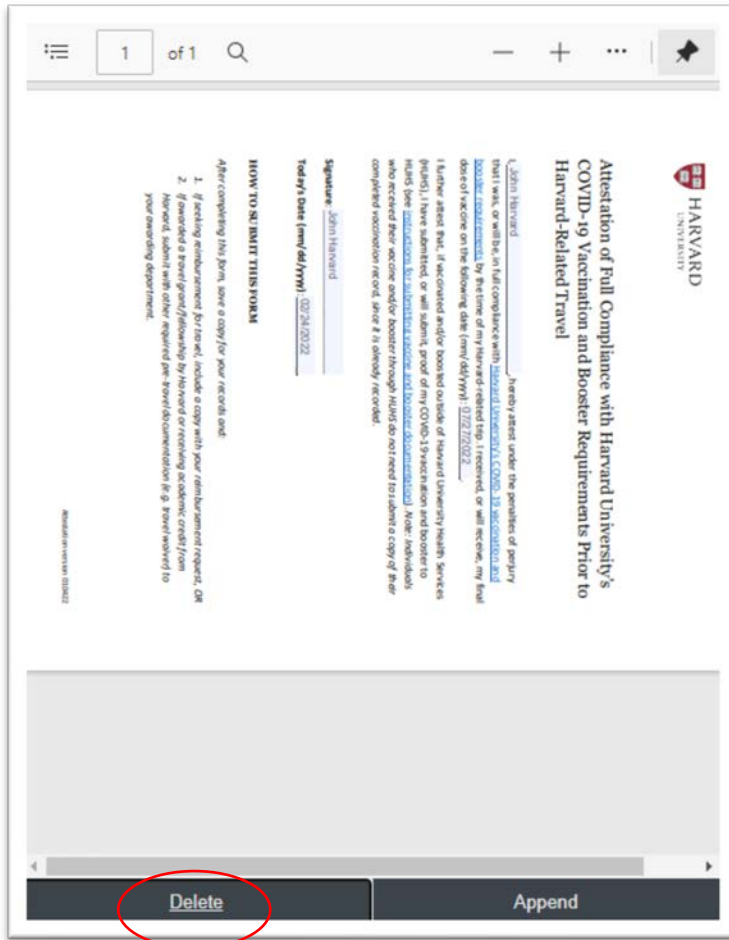 1 of 1
HARVARD
UNIVERSITY
Attestation of Full Compliance with Harvard University's
COVID-19 Vaccination and Booster Requirements Prior to
Harvard-Related Travel
I, John Harvard, hereby attest under the penalties of perjury
that I was, or will be, in full compliance with Harvard University's COVID-19 vaccination and
booster requirements by the time of my Harvard-related trip. I received, or will receive, my final
dose of vaccine on the following date (mm/dd/yyyy): 07/27/2022.
I further attest that, if vaccinated and/or boosted outside of Harvard University Health Services
(HUHS), I have submitted, or will submit, proof of my COVID-19 vaccination and booster to
HUHS (see instructions for submitting vaccine and booster documentation). Note: Individuals
who received their vaccine and/or booster through HUHS do not need to submit a copy of their
completed vaccination record, since it is already recorded.
Signature: John Harvard
Today's Date (mm/dd/yyyy): 02/24/2022
HOW TO SUBMIT THIS FORM
After completing this form, save a copy for your records and:
1. If seeking reimbursement for travel, include a copy with your reimbursement request, OR
2. If awarded a travel grant/fellowship by Harvard or receiving academic credit from
Harvard, submit with other required pre-travel documentation (e.g. travel waiver) to
your awarding department.
Attestation version 010422
Delete
Append